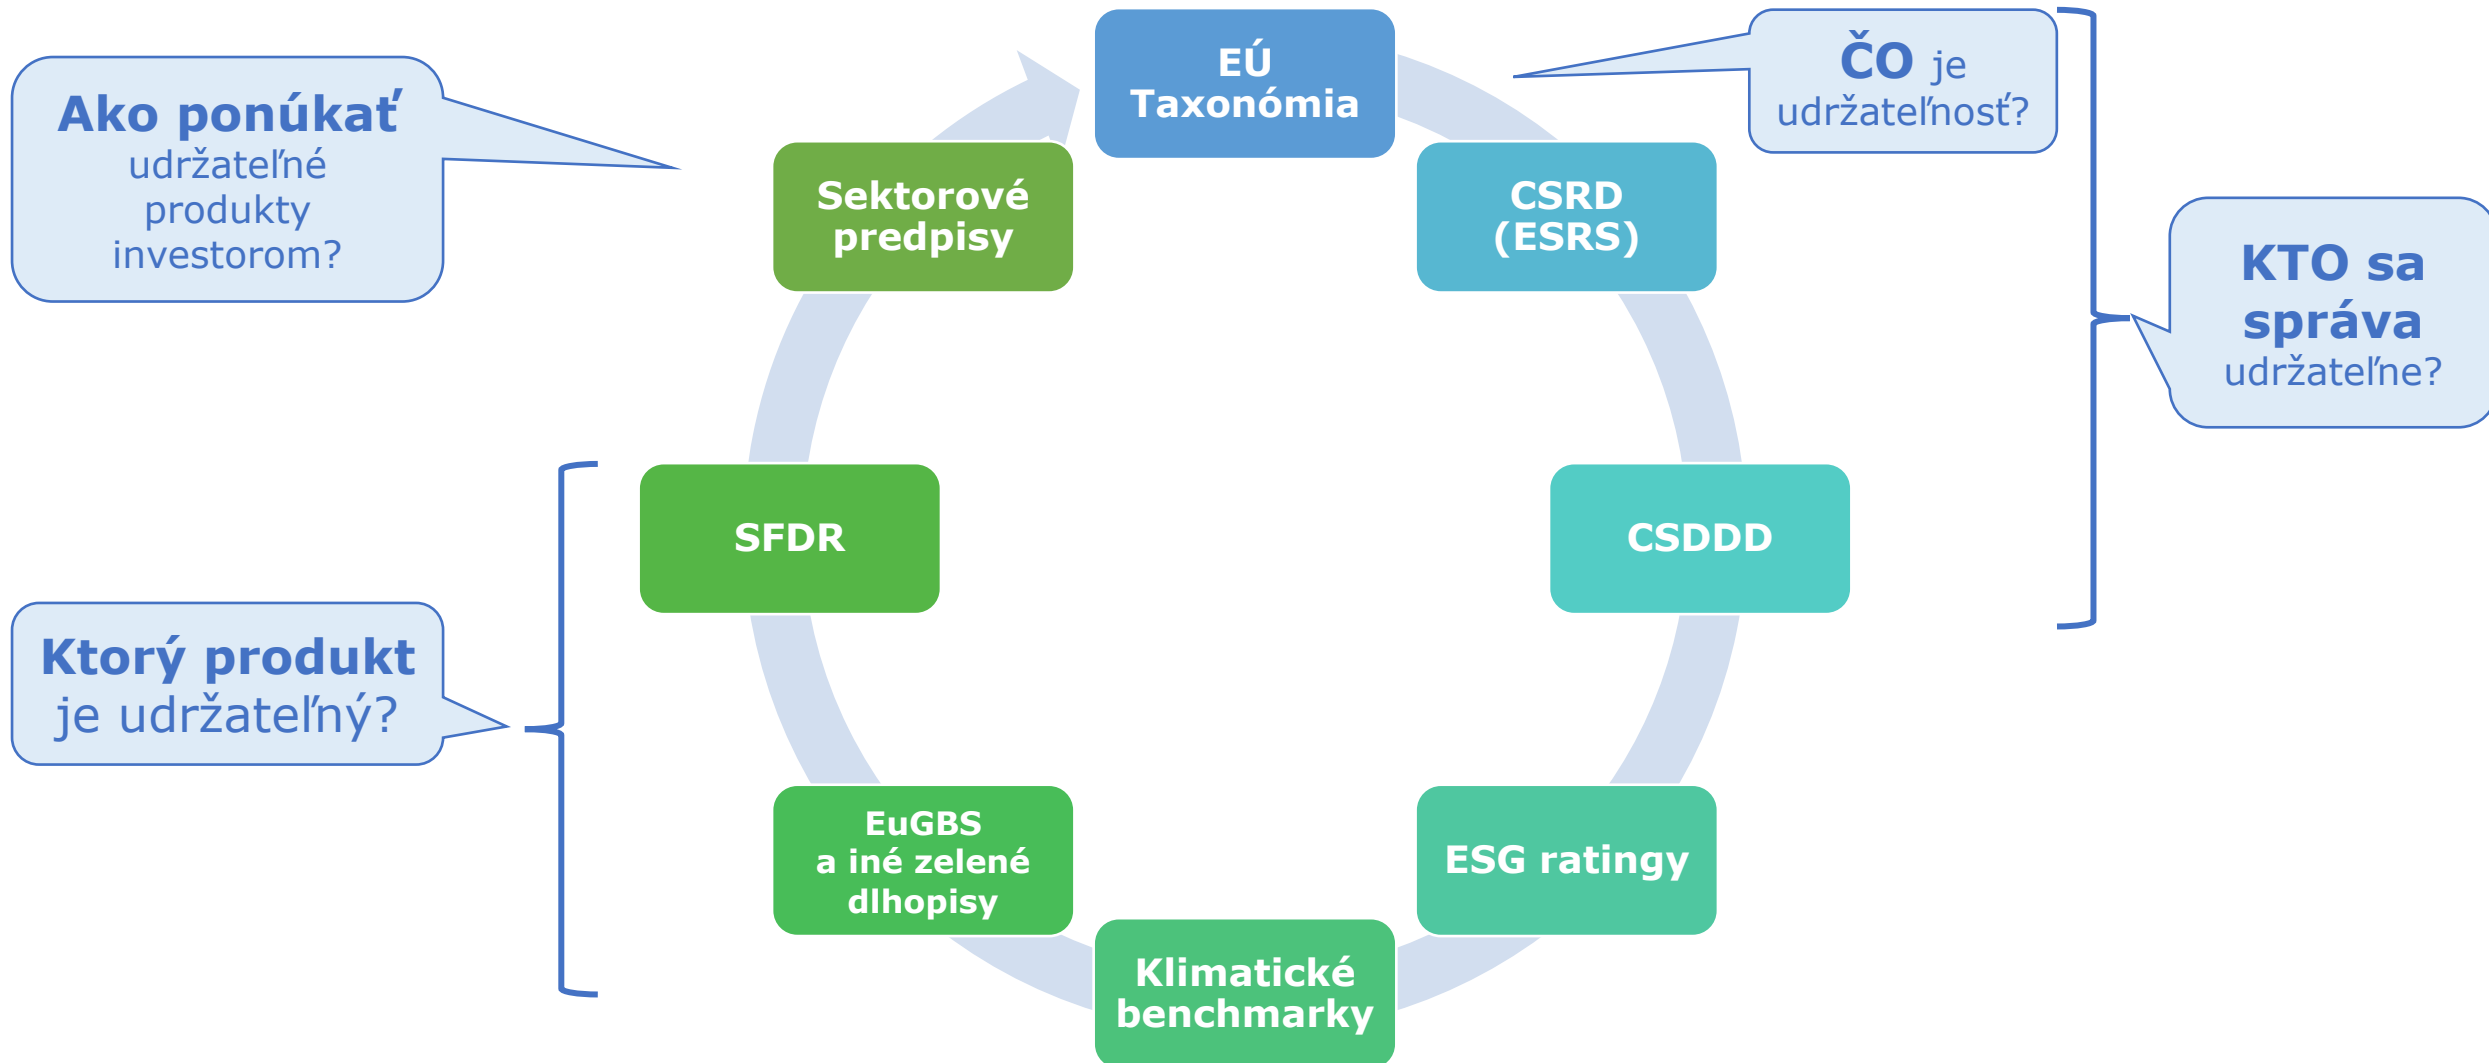 EÚ
Taxonómia
ČO je
udržateľnosť?
Ako ponúkať
udržateľné
produkty
investorom?
Sektorové
predpisy
CSRD
(ESRS)
KTO sa
správa
udržateľne?
SFDR
CSDDD
Ktorý produkt
je udržateľný?
EuGBS
a iné zelené
dlhopisy
ESG ratingy
Klimatické
benchmarky